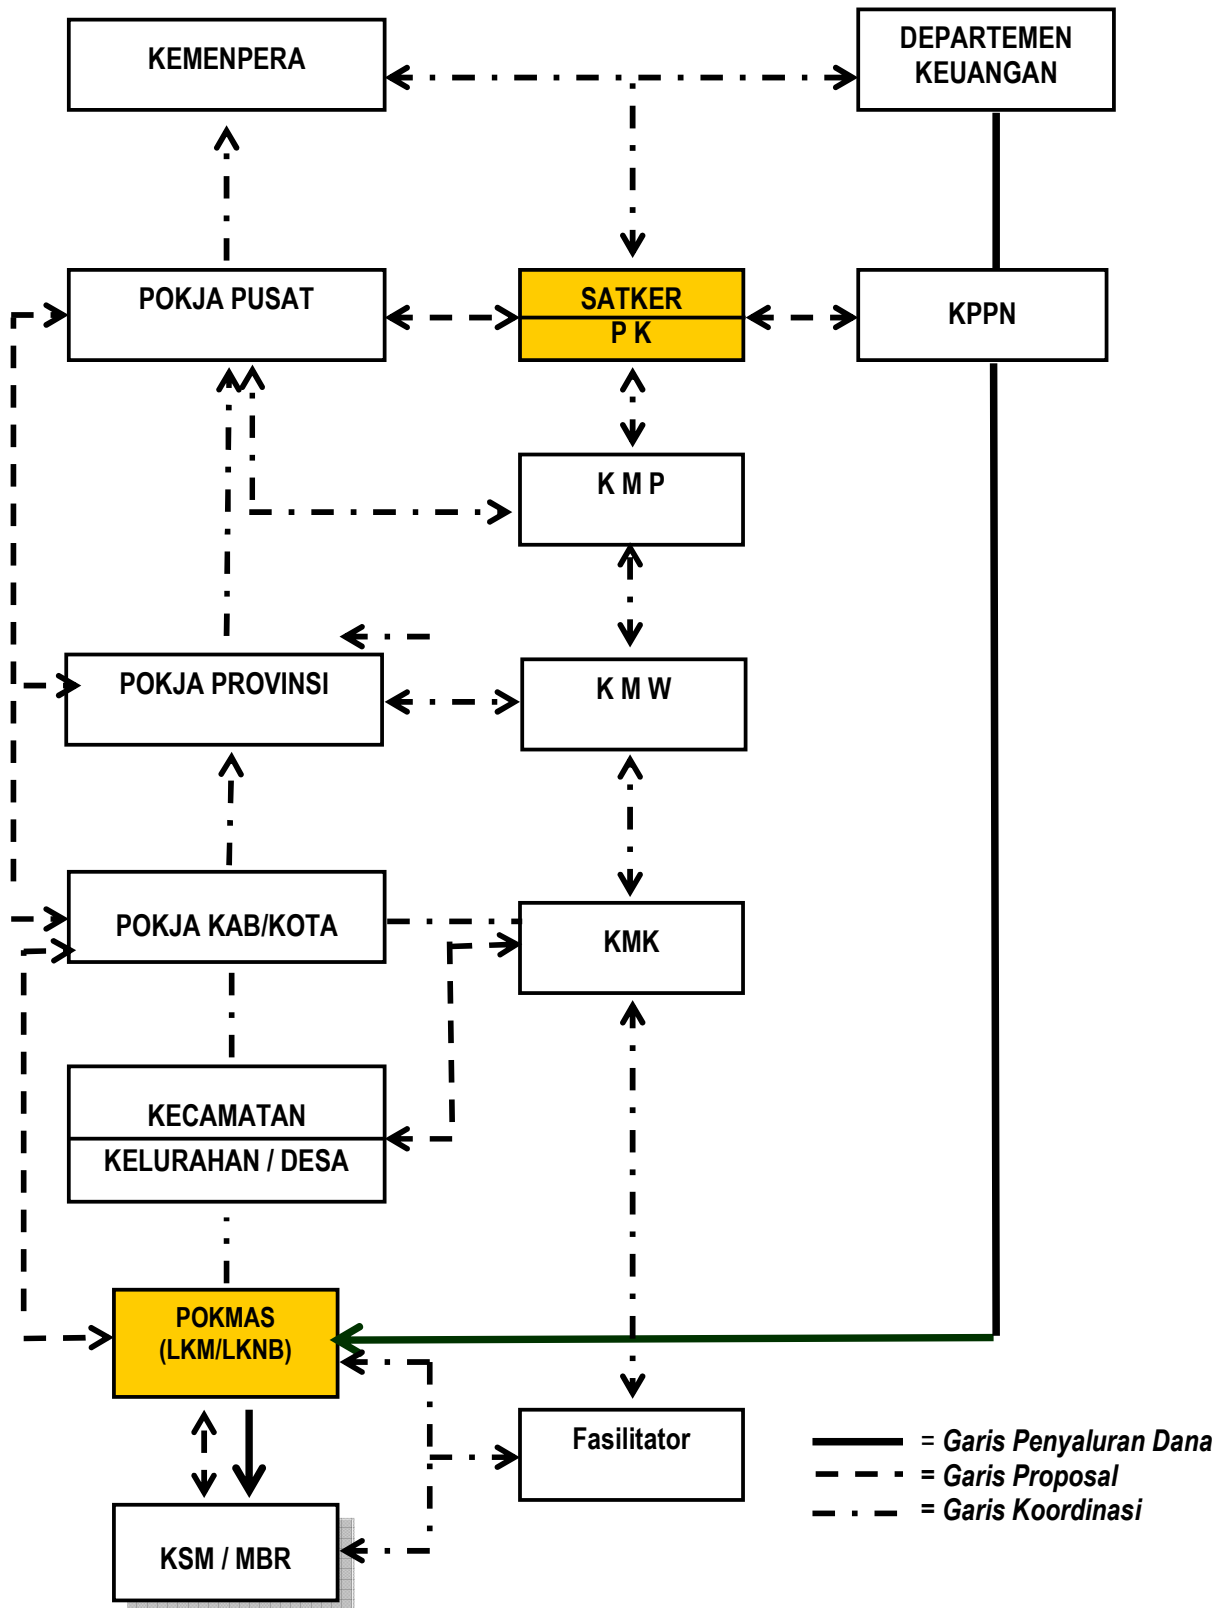 KEMENPERA
DEPARTEMEN
KEUANGAN
POKJA PUSAT
SATKER
P K
KPPN
K M P
POKJA PROVINSI
K M W
POKJA KAB/KOTA
KMK
KECAMATAN
KELURAHAN / DESA
POKMAS
(LKM/LKNB)
Fasilitator
KSM / MBR
= Garis Penyaluran Dana
= Garis Proposal
= Garis Koordinasi